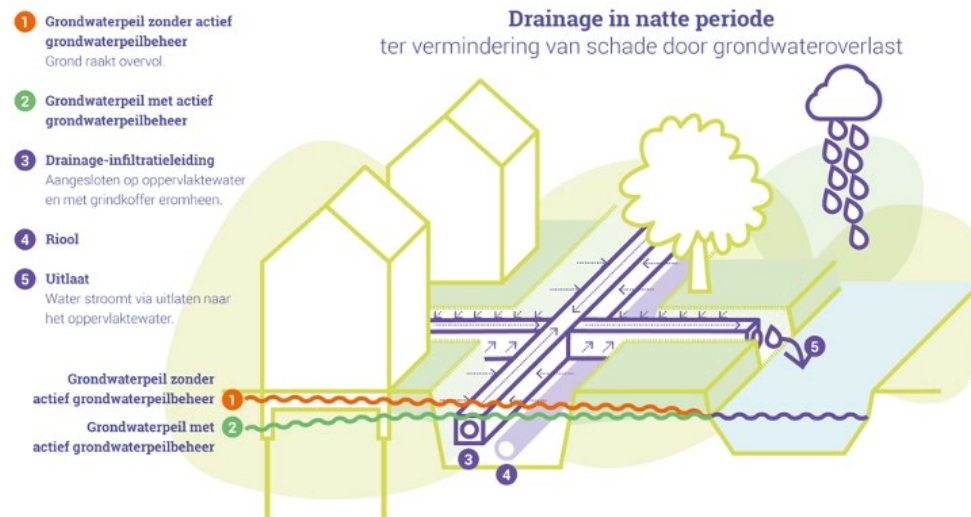 1 Grondwaterpeil zonder actief
grondwaterpeilbeheer
Grond raakt overvol.
2 Grondwaterpeil met actief
grondwaterpeilbeheer
3 Drainage-infiltratieleiding
Aangesloten op oppervlaktewater
en met grindkoffer eromheen.
4 Riool
5 Uitlaat
Water stroomt via uitlaten naar
het oppervlaktewater.
Drainage in natte periode
ter vermindering van schade door grondwateroverlast
5
Grondwaterpeil zonder
actief grondwaterpeilbeheer 1
Grondwaterpeil met
actief grondwaterpeilbeheer 2
3
4